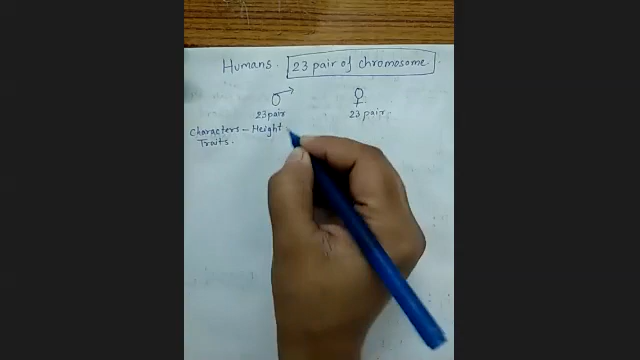 Humans. 23 pair of chromosome.
23 pair 23 pair.
Characters - Height
Traits.